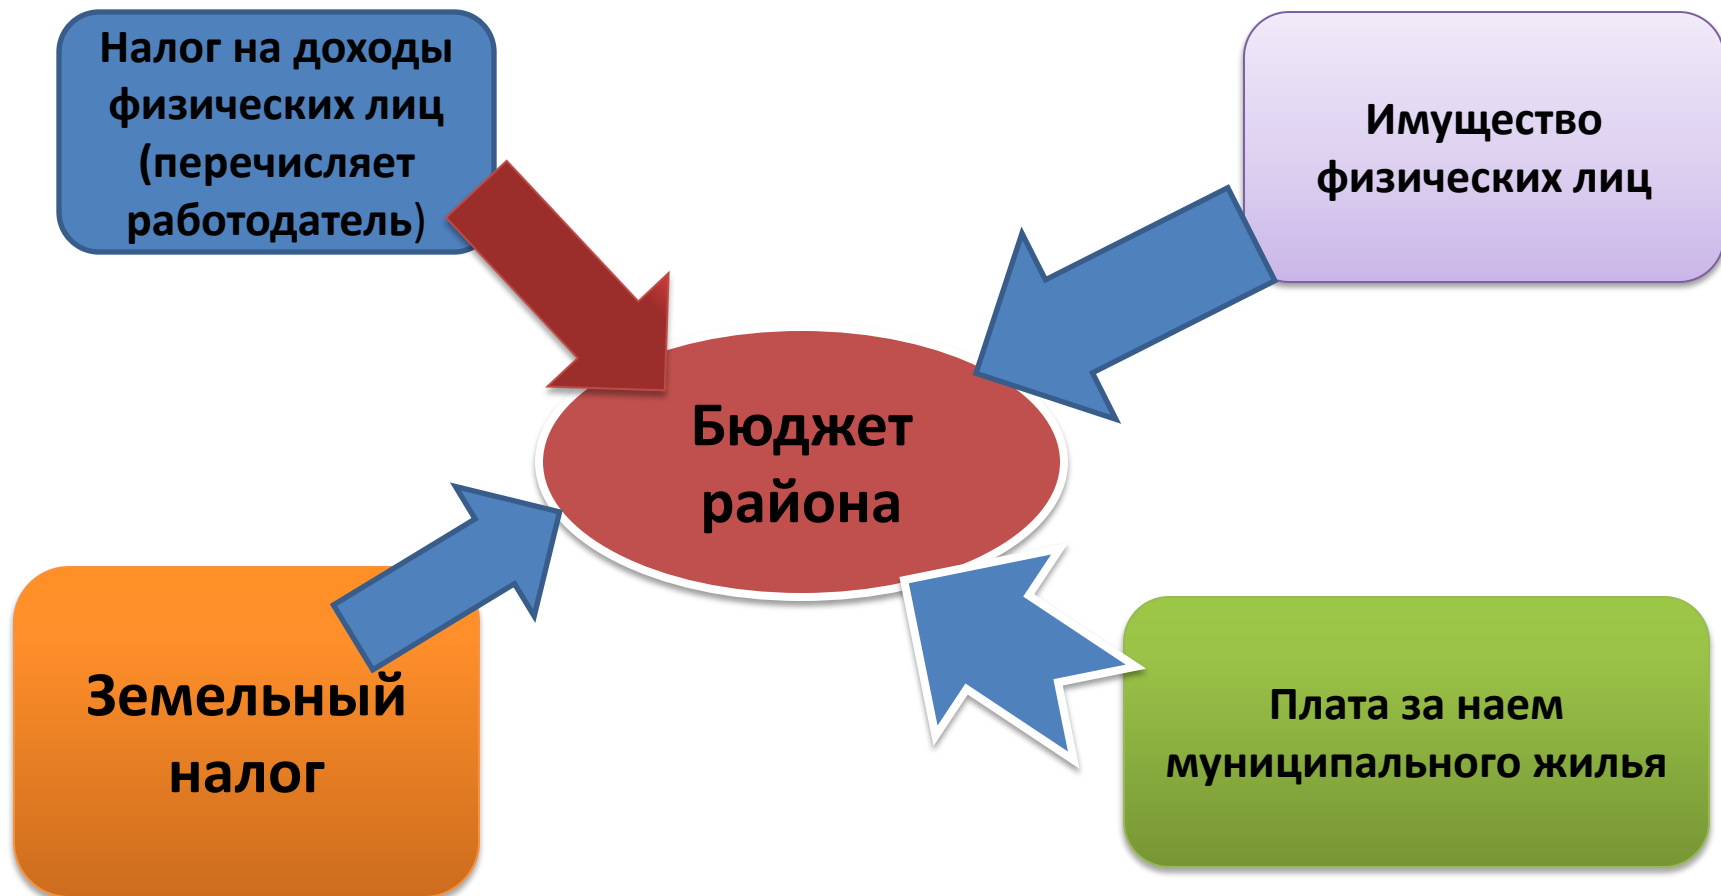 Налог на доходы
физических лиц
(перечисляет
работодатель)
Имущество
физических лиц
Бюджет
района
Земельный
налог
Плата за наем
муниципального жилья